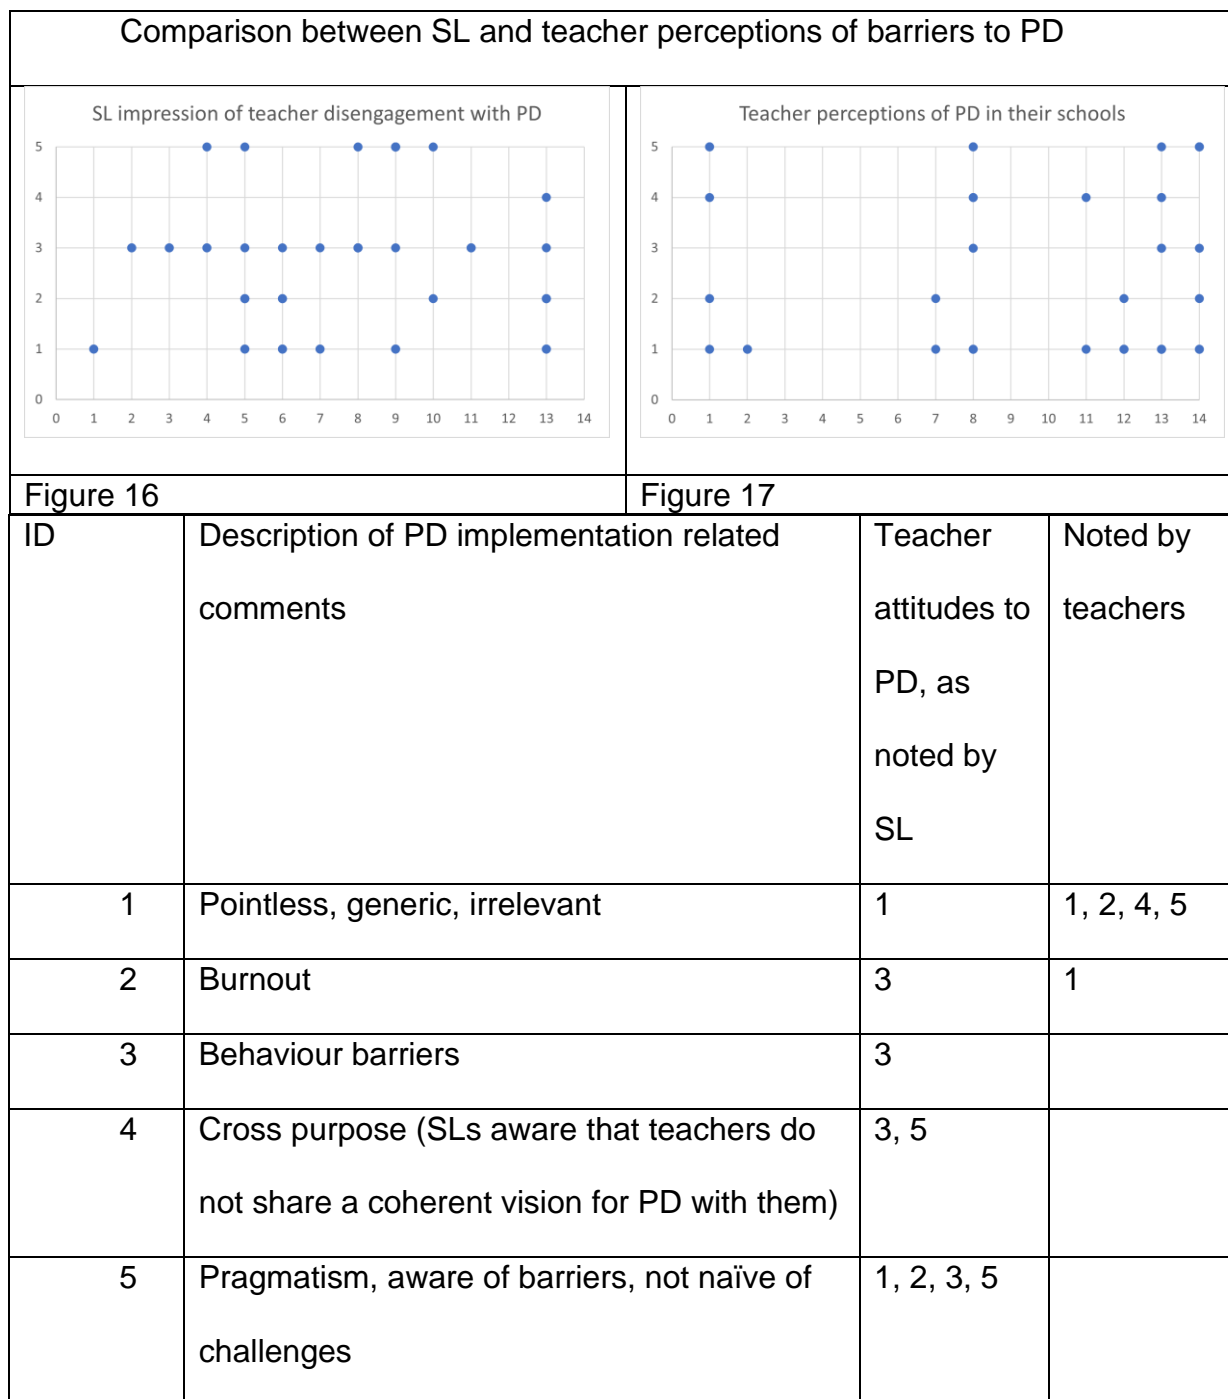 Comparison between SL and teacher perceptions of barriers to PD
SL impression of teacher disengagement with PD
5
4
3
2
1
0
0 1 2 3 4 5 6 7 8 9 10 11 12 13 14
Teacher perceptions of PD in their schools
5
4
3
2
1
0
0 1 2 3 4 5 6 7 8 9 10 11 12 13 14
Figure 16
Figure 17
ID
Description of PD implementation related
comments
Teacher
attitudes to
PD, as
noted by
SL
Noted by
teachers
1
Pointless, generic, irrelevant
1
1, 2, 4, 5
2
Burnout
3
1
3
Behaviour barriers
3
4
Cross purpose (SLs aware that teachers do
not share a coherent vision for PD with them)
3, 5
5
Pragmatism, aware of barriers, not naïve of
challenges
1, 2, 3, 5